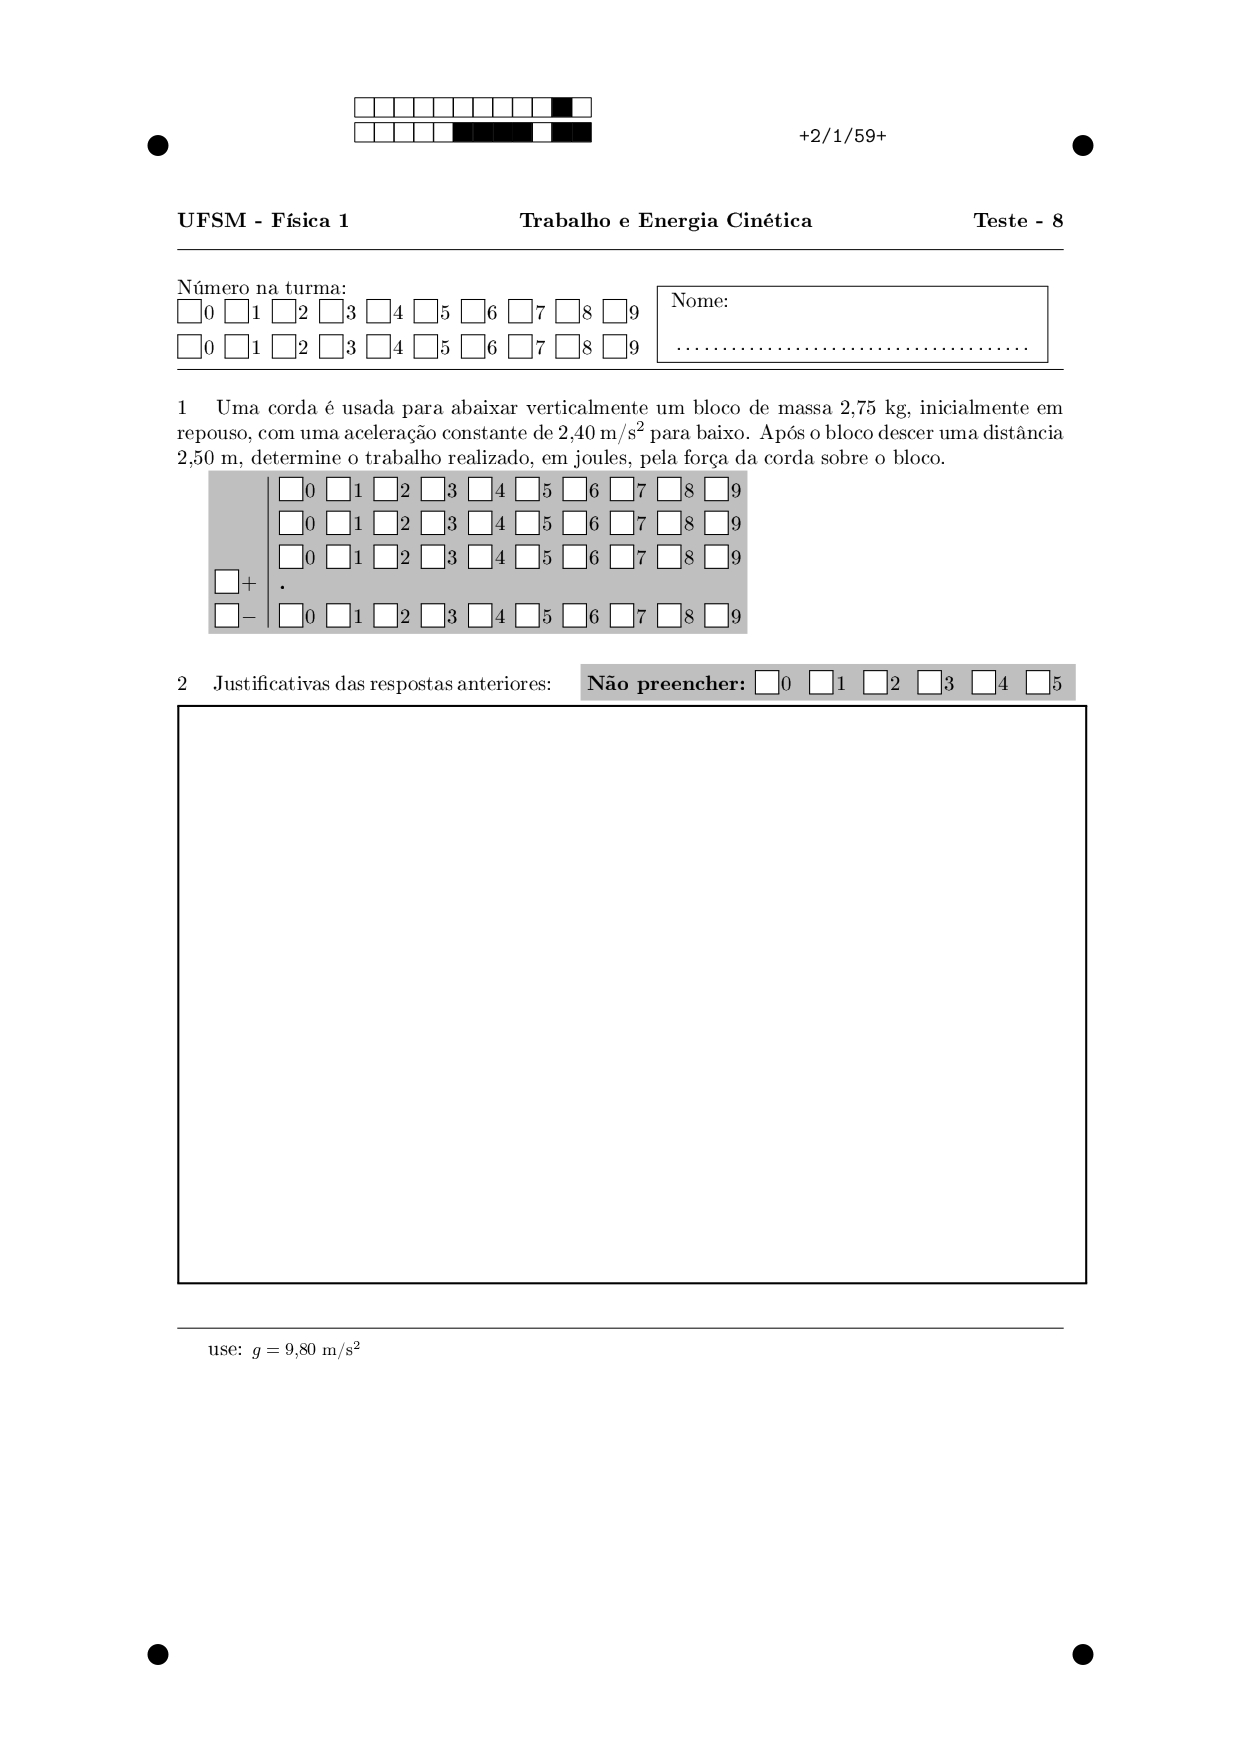 +2/1/59+
UFSM - Física 1 Trabalho e Energia Cinética Teste - 8
Número na turma:
0 1 2 3 4 5 6 7 8 9
0 1 2 3 4 5 6 7 8 9
Nome:
......................................
1 Uma corda é usada para abaixar verticalmente um bloco de massa 2,75 kg, inicialmente em
repouso, com uma aceleração constante de 2,40 m/s² para baixo. Após o bloco descer uma distância
2,50 m, determine o trabalho realizado, em joules, pela força da corda sobre o bloco.
0 1 2 3 4 5 6 7 8 9
0 1 2 3 4 5 6 7 8 9
0 1 2 3 4 5 6 7 8 9
+ .
− 0 1 2 3 4 5 6 7 8 9
2 Justificativas das respostas anteriores: Não preencher: 0 1 2 3 4 5
use: g = 9,80 m/s²